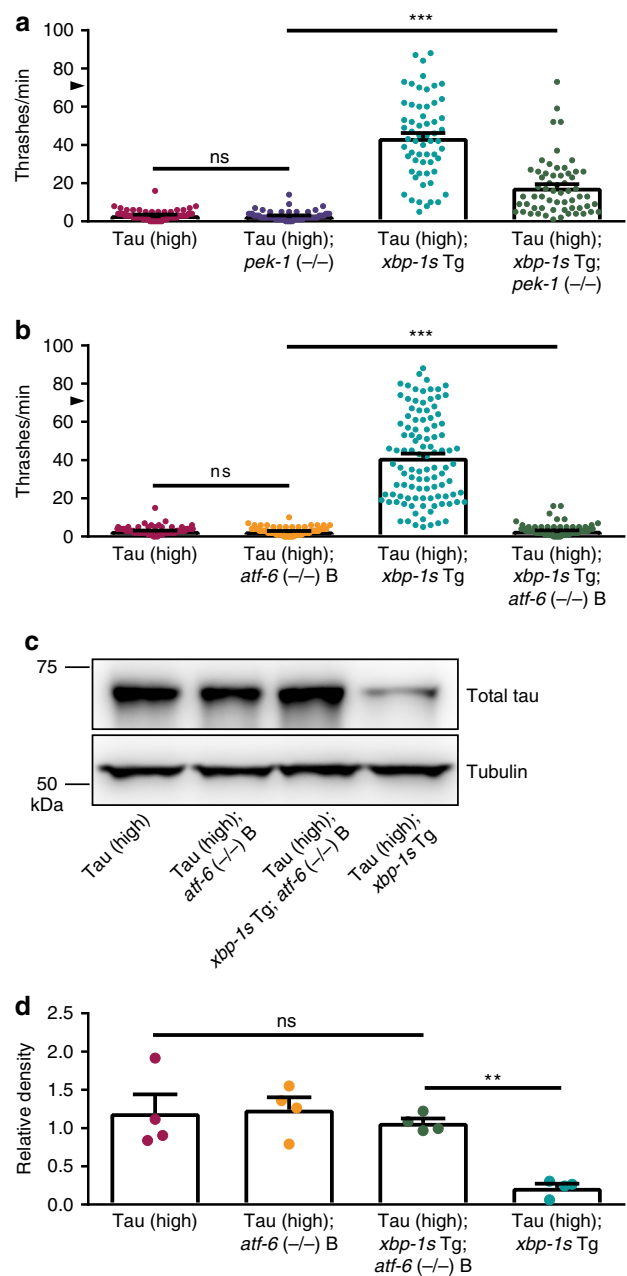 a
Thrashes/min
100
80
60
40
20
0
ns
***
Tau (high)
Tau (high);
pek-1 (–/–)
Tau (high);
xbp-1s Tg
Tau (high);
xbp-1s Tg;
pek-1 (–/–)
b
Thrashes/min
100
80
60
40
20
0
ns
***
Tau (high)
Tau (high);
atf-6 (–/–) B
Tau (high);
xbp-1s Tg
Tau (high);
xbp-1s Tg;
atf-6 (–/–) B
c
75
50
kDa
Total tau
Tubulin
Tau (high)
Tau (high);
atf-6 (–/–) B
Tau (high);
xbp-1s Tg; atf-6 (–/–) B
Tau (high);
xbp-1s Tg
d
Relative density
2.5
2.0
1.5
1.0
0.5
0.0
ns
**
Tau (high)
Tau (high);
atf-6 (–/–) B
Tau (high);
xbp-1s Tg;
atf-6 (–/–) B
Tau (high);
xbp-1s Tg